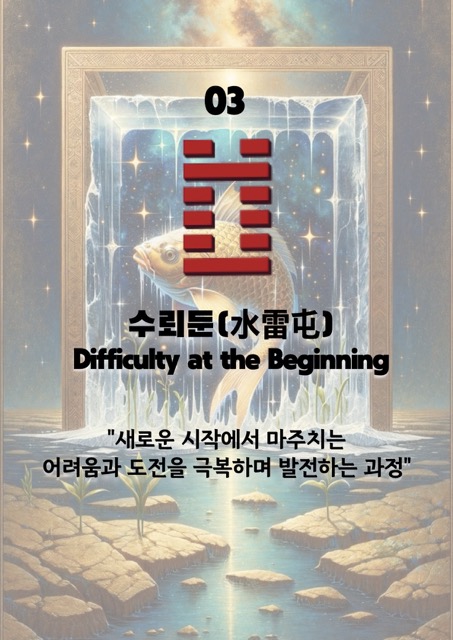 03
수뢰둔(水雷屯)
Difficulty at the Beginning
"새로운 시작에서 마주치는
어려움과 도전을 극복하며 발전하는 과정"